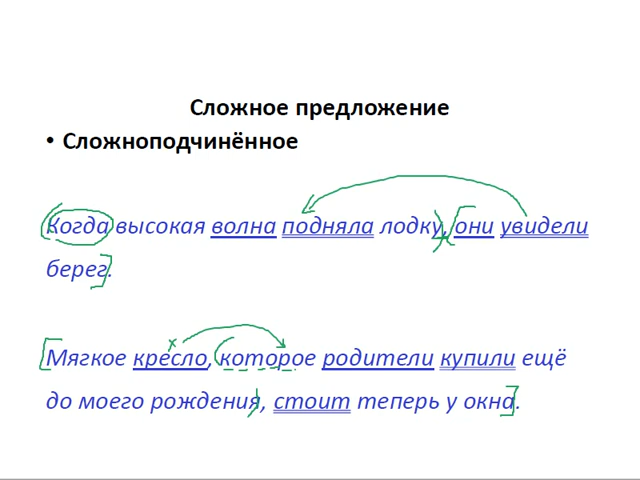 Сложное предложение
• Сложноподчинённое
Когда высокая волна подняла лодку, они увидели
берег.
Мягкое кресло, которое родители купили ещё
до моего рождения, стоит теперь у окна.